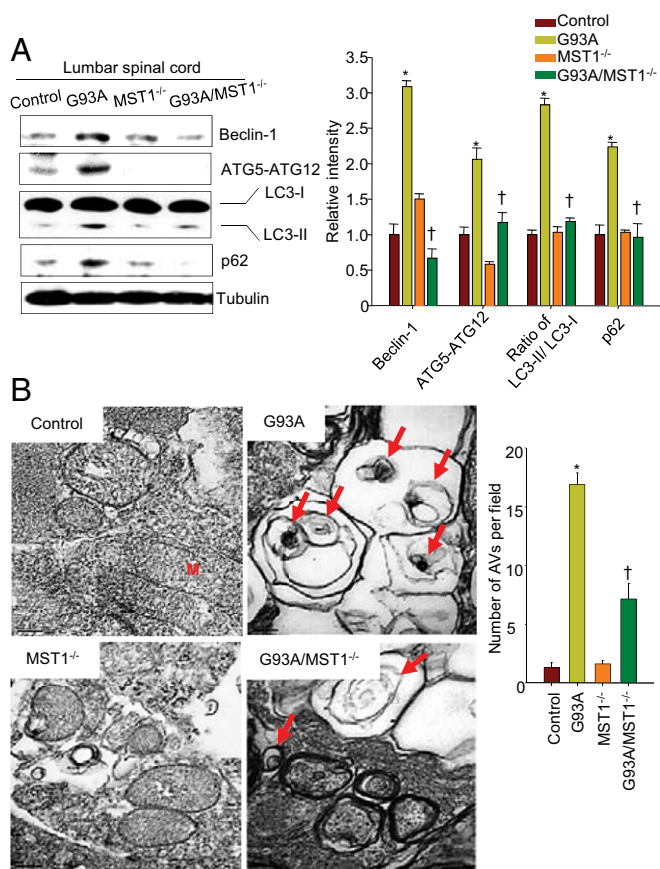 A
Lumbar spinal cord
Control G93A MST1-/- G93A/MST1-/-
Beclin-1
ATG5-ATG12
LC3-I
LC3-II
p62
Tubulin
Control
G93A
MST1-/-
G93A/MST1-/-
Relative intensity
3.5
3.0
2.5
2.0
1.5
1.0
0.5
0.0
*
†
*
†
*
†
*
†
Beclin-1
ATG5-ATG12
Ratio of
LC3-II/ LC3-I
p62
B
Control
M
G93A
MST1-/-
G93A/MST1-/-
Number of AVs per field
20
15
10
5
0
*
†
Control
G93A
MST1-/-
G93A/MST1-/-